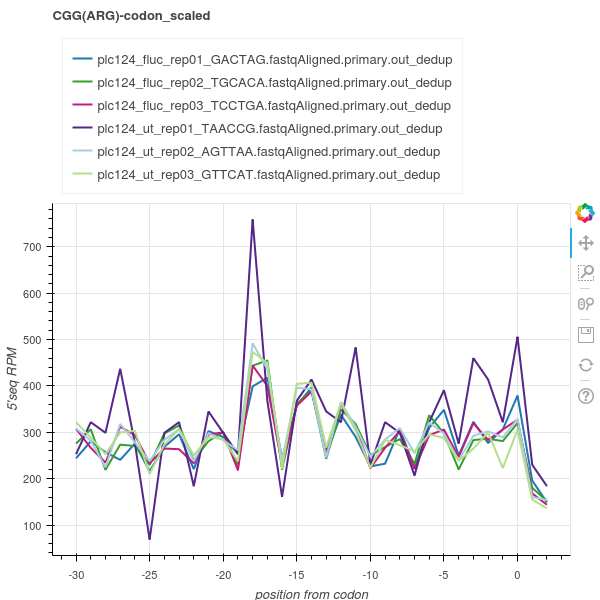 CGG(ARG)-codon_scaled
plc124_fluc_rep01_GACTAG.fastqAligned.primary.out_dedup
plc124_fluc_rep02_TGCACA.fastqAligned.primary.out_dedup
plc124_fluc_rep03_TCCTGA.fastqAligned.primary.out_dedup
plc124_ut_rep01_TAACCG.fastqAligned.primary.out_dedup
plc124_ut_rep02_AGTTAA.fastqAligned.primary.out_dedup
plc124_ut_rep03_GTTCAT.fastqAligned.primary.out_dedup
700
600
500
400
300
200
100
5'seq RPM
-30 -25 -20 -15 -10 -5 0
position from codon